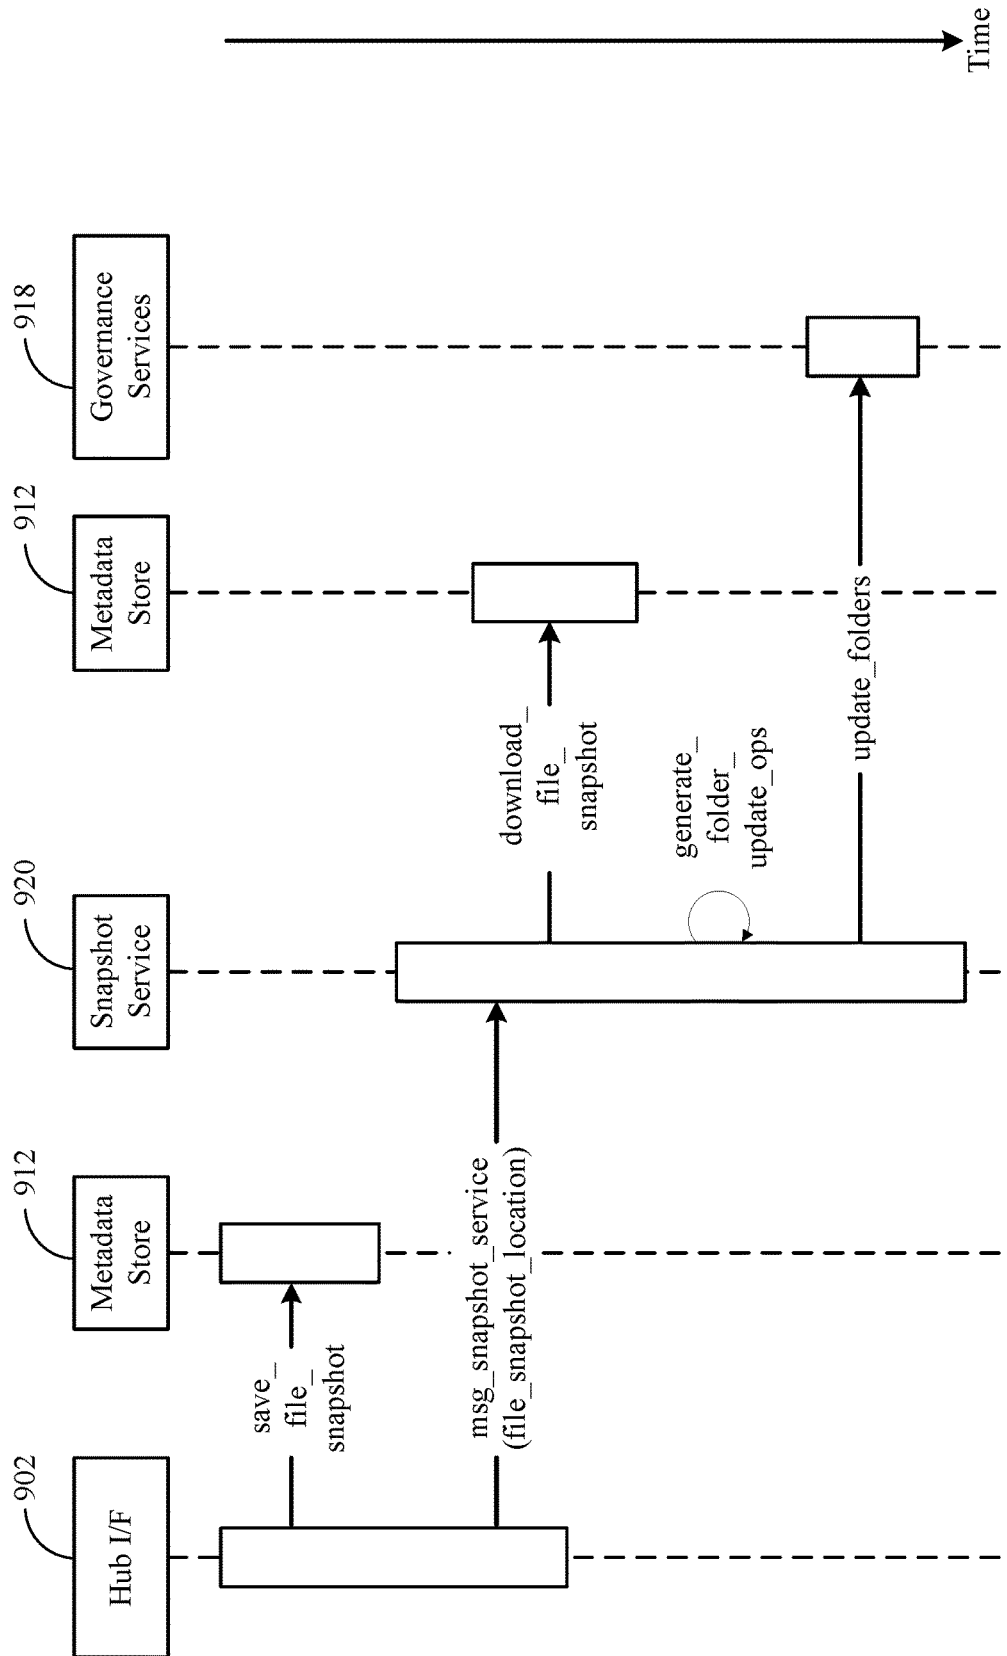 902
Hub I/F
912
Metadata
Store
920
Snapshot
Service
912
Metadata
Store
918
Governance
Services
save_
file_
snapshot
msg_snapshot_service
(file_snapshot_location)
download_
file_
snapshot
generate_
folder_
update_ops
update_folders
Time